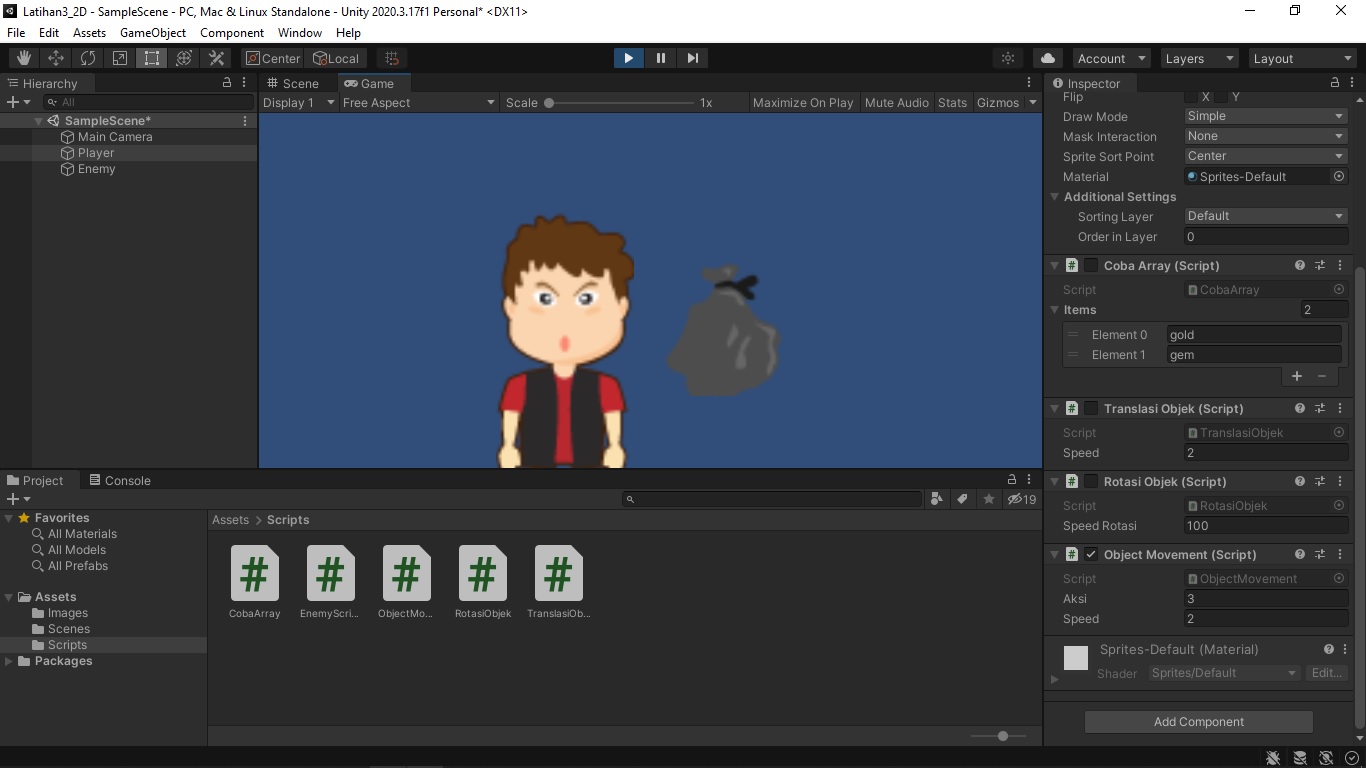 Latihan3_2D - SampleScene - PC, Mac & Linux Standalone - Unity 2020.3.17f1 Personal* <DX11>
File Edit Assets GameObject Component Window Help
Center Local Account Layers Layout
Hierarchy
All
SampleScene*
Main Camera
Player
Enemy
Scene Game
Display 1 Free Aspect Scale 1x Maximize On Play Mute Audio Stats Gizmos
Inspector
Flip X Y
Draw Mode Simple
Mask Interaction None
Sprite Sort Point Center
Material Sprites-Default
Additional Settings
Sorting Layer Default
Order in Layer 0
# Coba Array (Script)
Script CobaArray
Items 2
Element 0 gold
Element 1 gem
+ −
# Translasi Objek (Script)
Script TranslasiObjek
Speed 2
# Rotasi Objek (Script)
Script RotasiObjek
Speed Rotasi 100
# Object Movement (Script)
Script ObjectMovement
Aksi 3
Speed 2
Sprites-Default (Material)
Shader Sprites/Default Edit...
Add Component
Project Console
19
Favorites
All Materials
All Models
All Prefabs
Assets
Images
Scenes
Scripts
Packages
Assets > Scripts
# # # # #
CobaArray EnemyScri... ObjectMo... RotasiObjek TranslasiOb...